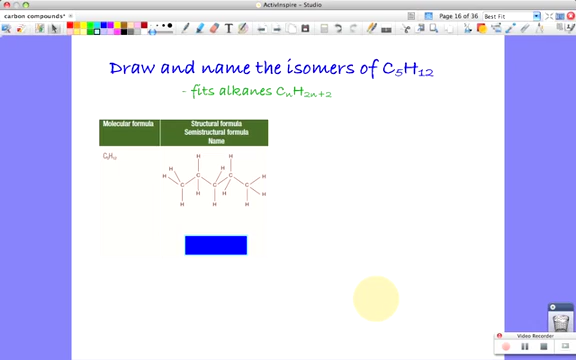 ActivInspire - Studio
carbon compounds*
Page 16 of 36
Best Fit
Draw and name the isomers of C₅H₁₂
- fits alkanes CₙH₂ₙ₊₂
Molecular formula
Structural formula
Semistructural formula
Name
C₅H₁₂
H H
H H
H H
C C
C C C
H H H
H H H
Video Recorder